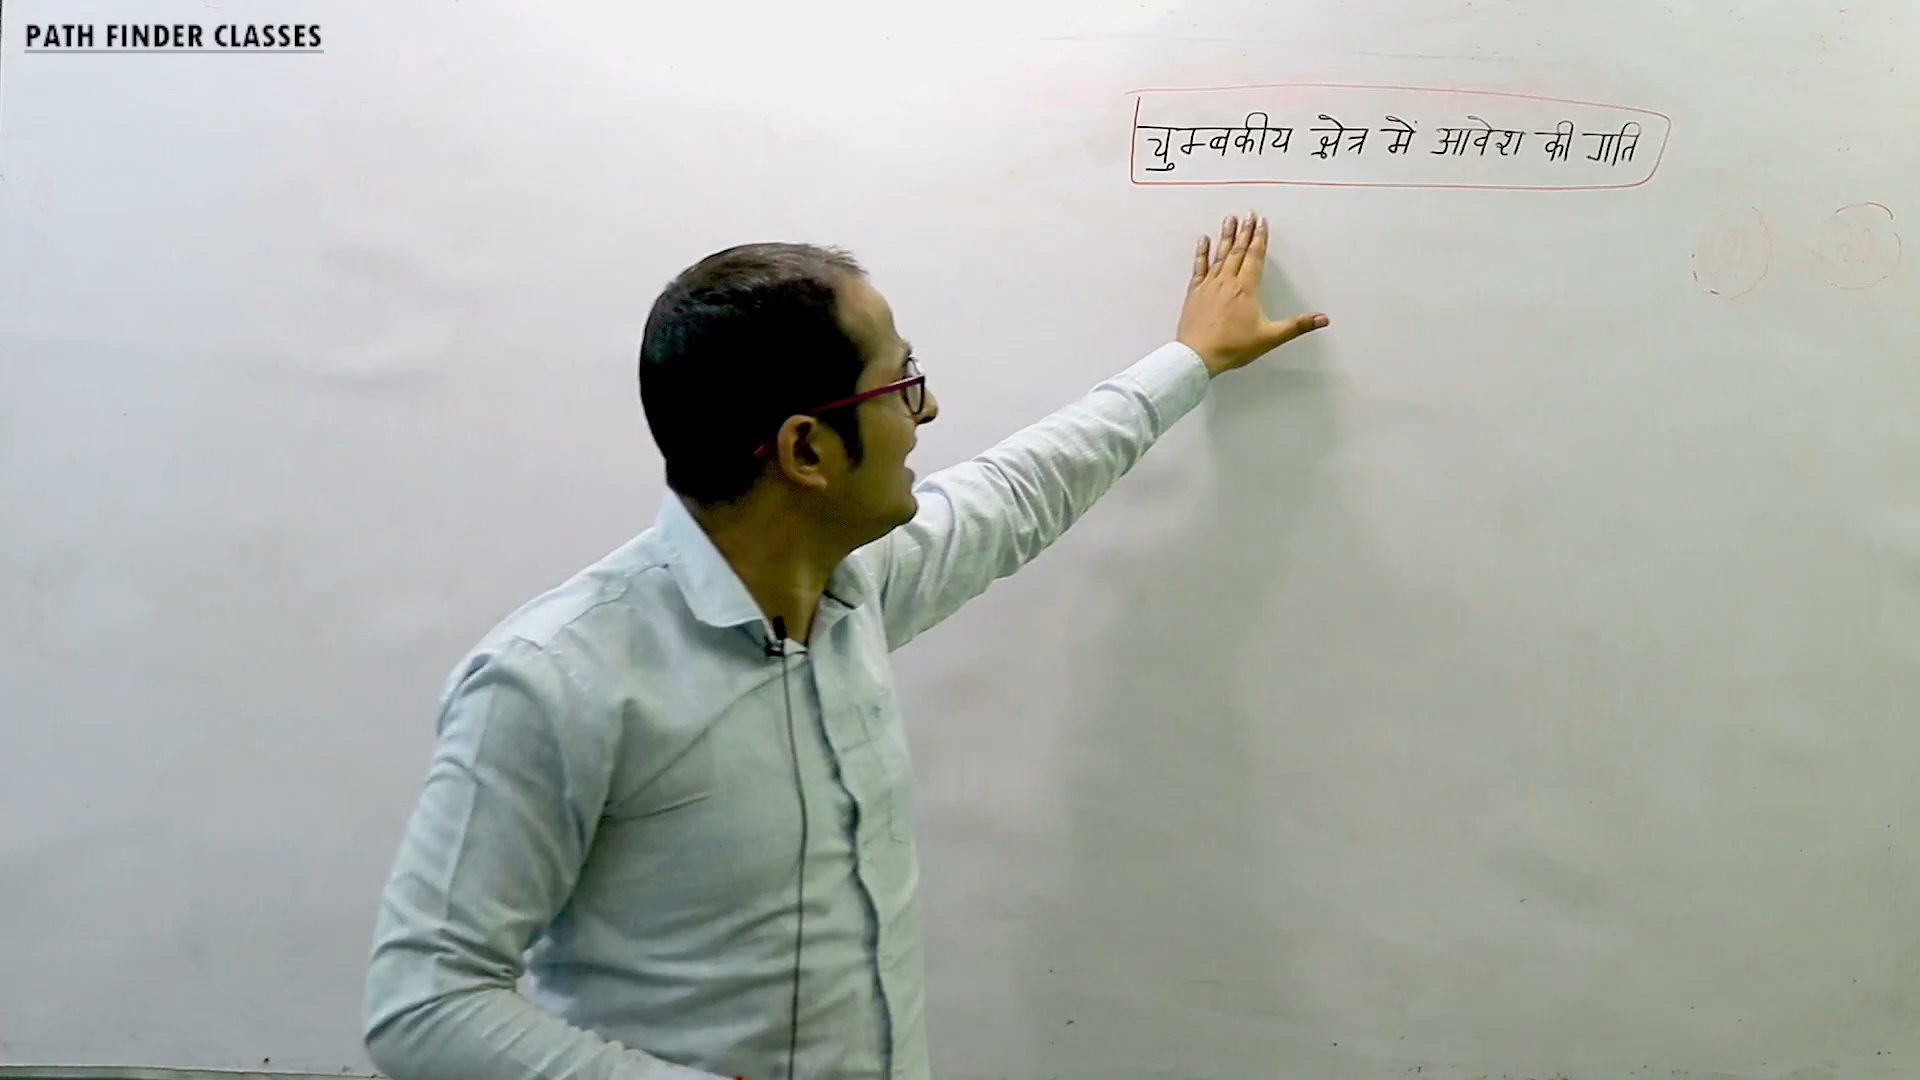 PATH FINDER CLASSES
चुम्बकीय क्षेत्र में आवेश की गति